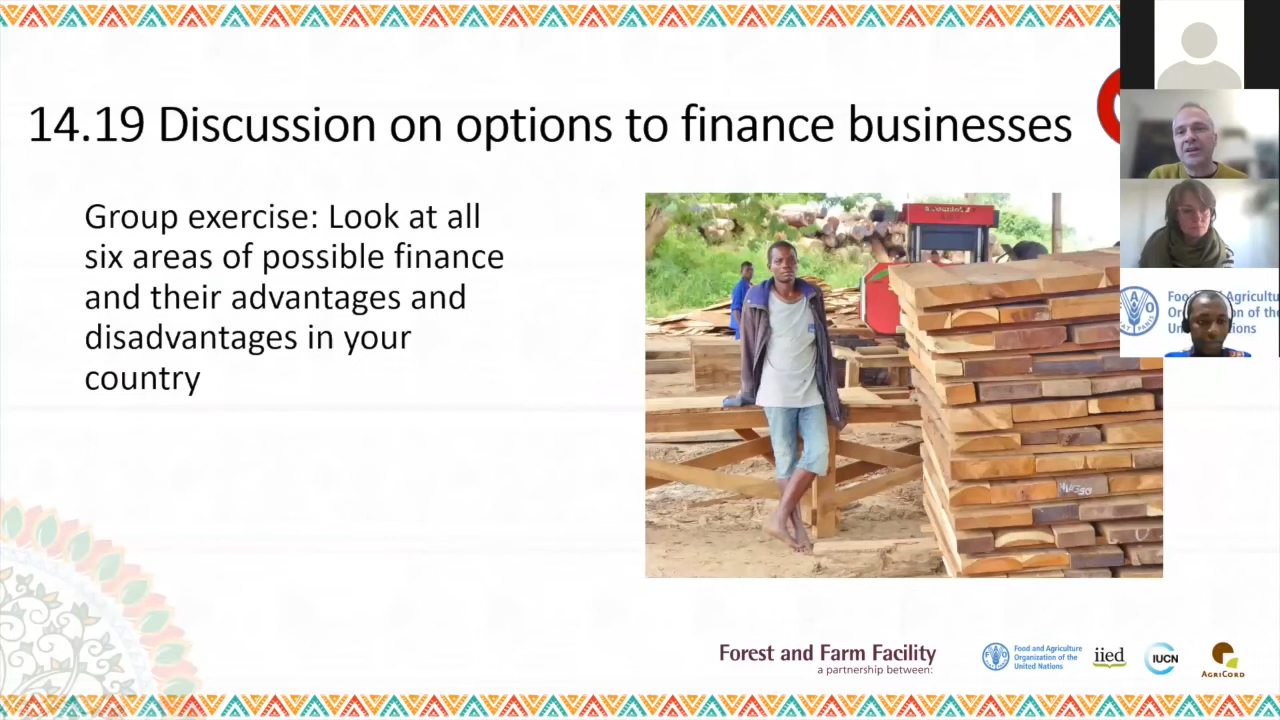 14.19 Discussion on options to finance businesses
Group exercise: Look at all
six areas of possible finance
and their advantages and
disadvantages in your
country
Forest and Farm Facility
a partnership between:
Food and Agriculture
Organization of the
United Nations
iied
IUCN
AGRICORD